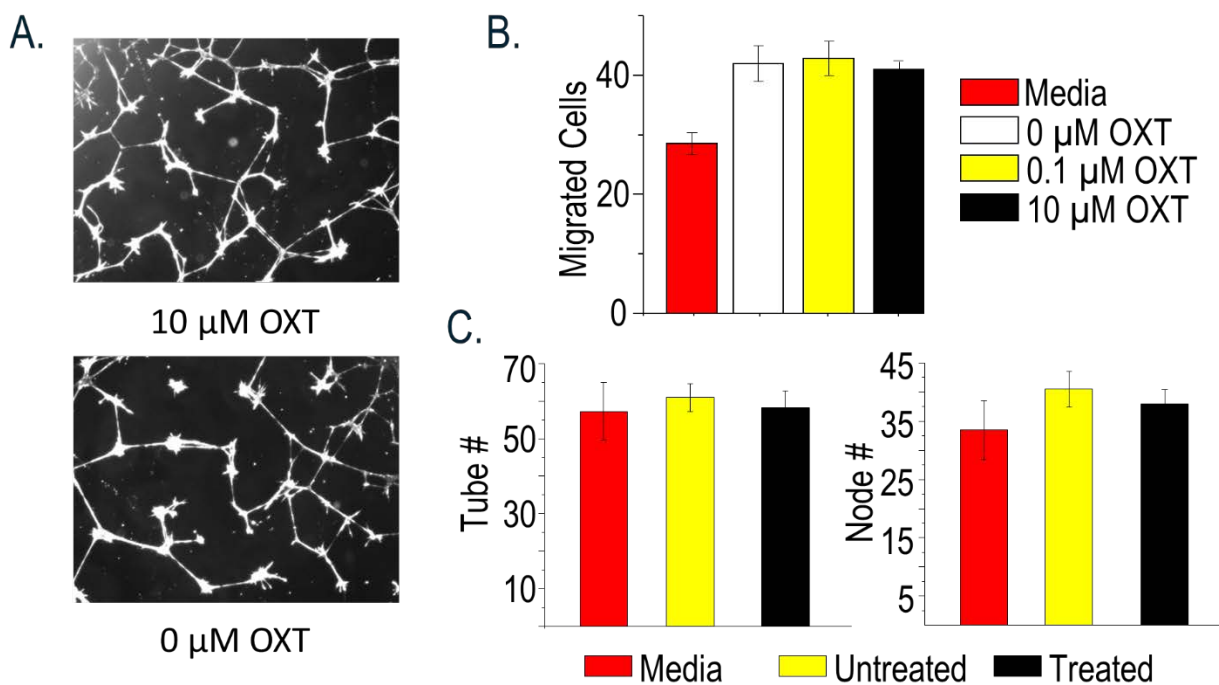 A.
10 μM OXT
0 μM OXT
B.
Migrated Cells
40
20
0
Media
0 μM OXT
0.1 μM OXT
10 μM OXT
C.
Tube #
70
50
30
10
Node #
45
35
25
15
5
Media
Untreated
Treated